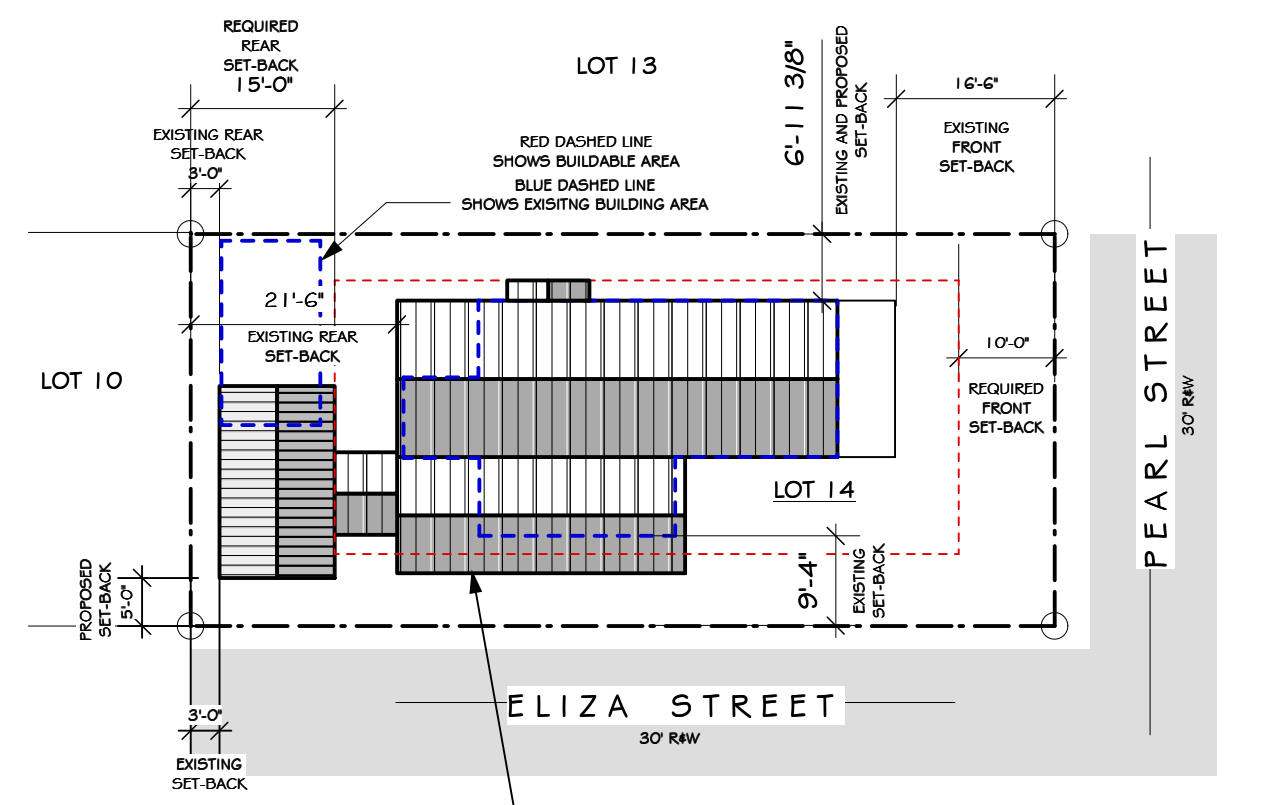 REQUIRED
REAR
SET-BACK
15'-0"
LOT 13
6'-11 3/8"
EXISTING AND PROPOSED
SET-BACK
16'-6"
EXISTING
FRONT
SET-BACK
EXISTING REAR
SET-BACK
3'-0"
RED DASHED LINE
SHOWS BUILDABLE AREA
BLUE DASHED LINE
SHOWS EXISITNG BUILDING AREA
21'-6"
EXISTING REAR
SET-BACK
LOT 10
10'-0"
REQUIRED
FRONT
SET-BACK
PEARL STREET
30' R&W
LOT 14
9'-4"
EXISTING
SET-BACK
PROPOSED
SET-BACK
5'-0"
ELIZA STREET
30' R&W
3'-0"
EXISTING
SET-BACK